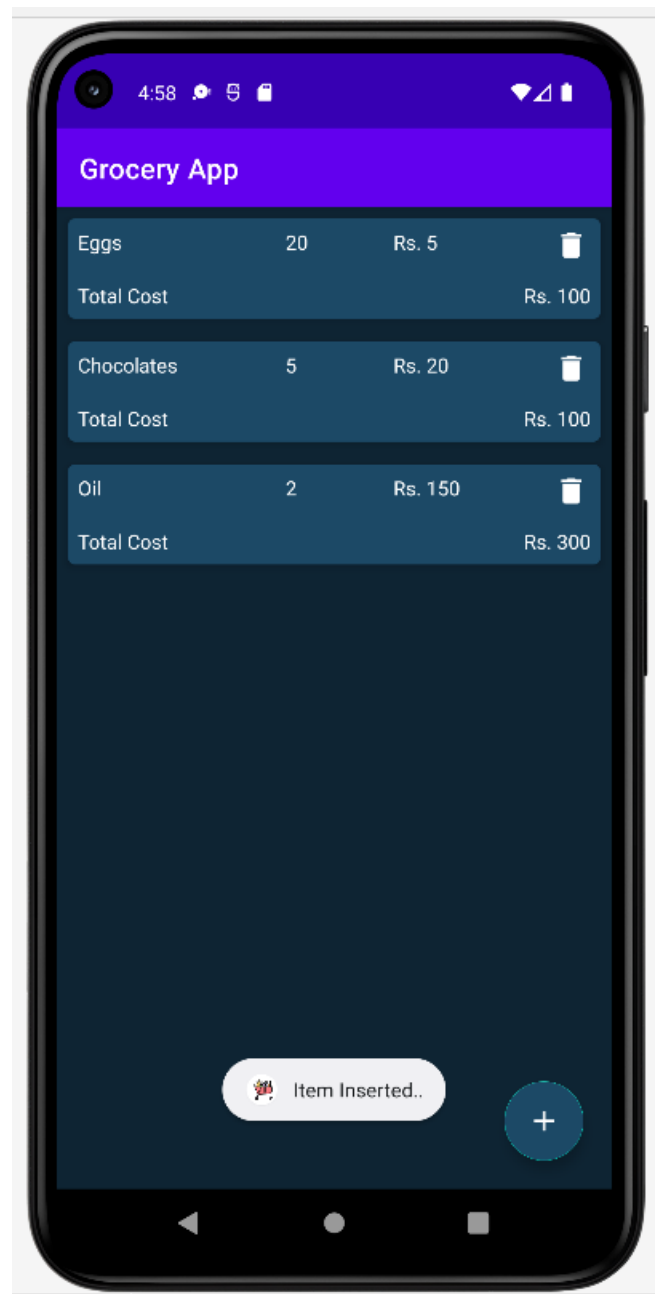 4:58
Grocery App
Eggs 20 Rs. 5
Total Cost Rs. 100
Chocolates 5 Rs. 20
Total Cost Rs. 100
Oil 2 Rs. 150
Total Cost Rs. 300
Item Inserted..
+